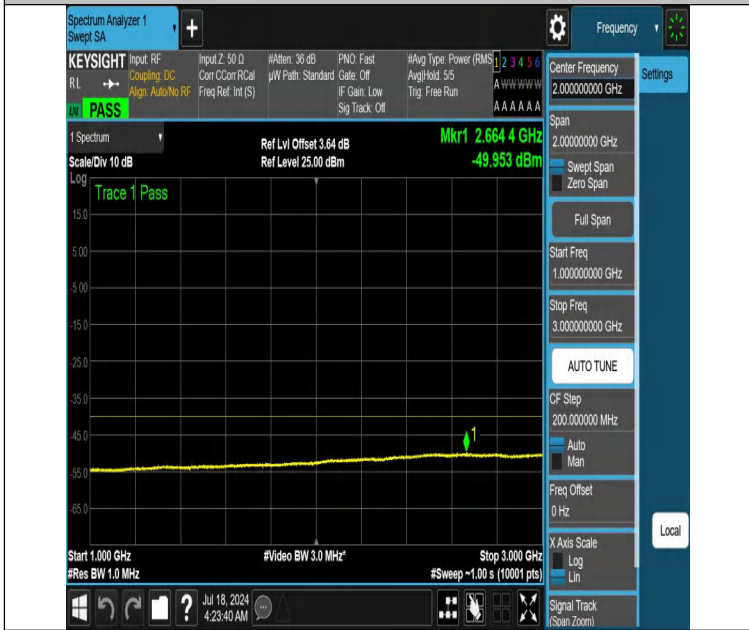 Spectrum Analyzer 1
Swept SA
+
Frequency
KEYSIGHT
RL
LXI
PASS
Input: RF
Coupling: DC
Align: Auto/No RF
Input Z: 50 Ω
Corr CCorr RCal
Freq Ref: Int (S)
#Atten: 36 dB
µW Path: Standard
PNO: Fast
Gate: Off
IF Gain: Low
Sig Track: Off
#Avg Type: Power (RMS
Avg|Hold: 5/5
Trig: Free Run
1 2 3 4 5 6
A W W W W W
A A A A A A
1 Spectrum
Scale/Div 10 dB
Ref Lvl Offset 3.64 dB
Ref Level 25.00 dBm
Mkr1 2.664 4 GHz
-49.953 dBm
Log
Trace 1 Pass
15.0
5.00
-5.00
-15.0
-25.0
-35.0
-45.0
-55.0
-65.0
1
Start 1.000 GHz
#Res BW 1.0 MHz
#Video BW 3.0 MHz*
Stop 3.000 GHz
#Sweep ~1.00 s (10001 pts)
Center Frequency
2.000000000 GHz
Settings
Span
2.00000000 GHz
Swept Span
Zero Span
Full Span
Start Freq
1.000000000 GHz
Stop Freq
3.000000000 GHz
AUTO TUNE
CF Step
200.000000 MHz
Auto
Man
Freq Offset
0 Hz
X Axis Scale
Log
Lin
Signal Track
(Span Zoom)
Local
?
Jul 18, 2024
4:23:40 AM